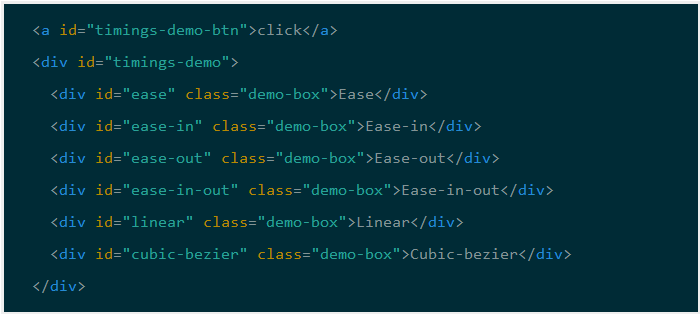 <a id="timings-demo-btn">click</a>
<div id="timings-demo">
<div id="ease" class="demo-box">Ease</div>
<div id="ease-in" class="demo-box">Ease-in</div>
<div id="ease-out" class="demo-box">Ease-out</div>
<div id="ease-in-out" class="demo-box">Ease-in-out</div>
<div id="linear" class="demo-box">Linear</div>
<div id="cubic-bezier" class="demo-box">Cubic-bezier</div>
</div>